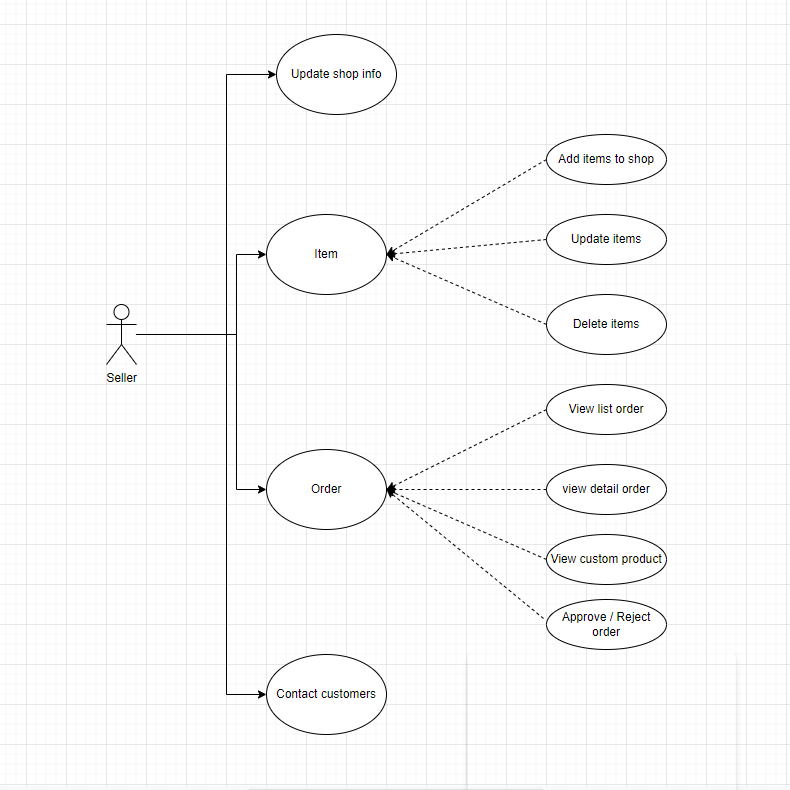 Update shop info
Add items to shop
Update items
Item
Delete items
Seller
View list order
Order
view detail order
View custom product
Approve / Reject
order
Contact customers